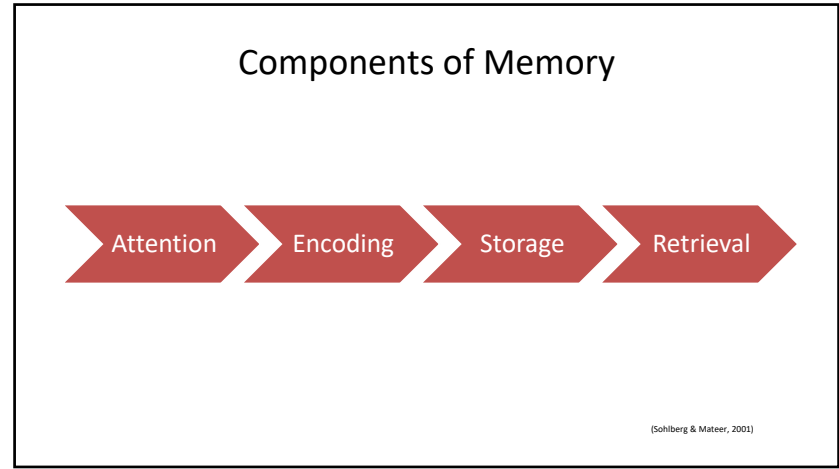 Components of Memory
Attention
Encoding
Storage
Retrieval
(Sohlberg & Mateer, 2001)